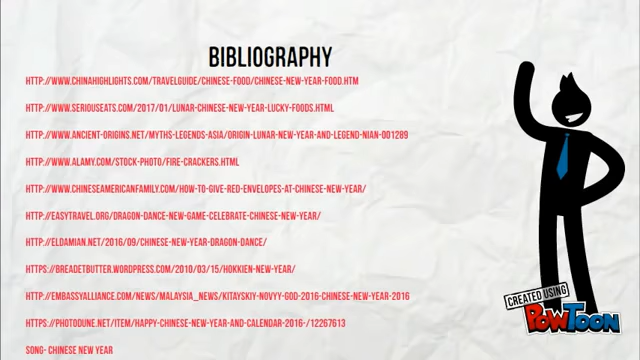 BIBLIOGRAPHY
HTTP://WWW.CHINAHIGHLIGHTS.COM/TRAVELGUIDE/CHINESE-FOOD/CHINESE-NEW-YEAR-FOOD.HTM
HTTP://WWW.SERIOUSEATS.COM/2017/01/LUNAR-CHINESE-NEW-YEAR-LUCKY-FOODS.HTML
HTTP://WWW.ANCIENT-ORIGINS.NET/MYTHS-LEGENDS-ASIA/ORIGIN-LUNAR-NEW-YEAR-AND-LEGEND-NIAN-001289
HTTP://WWW.ALAMY.COM/STOCK-PHOTO/FIRE-CRACKERS.HTML
HTTP://WWW.CHINESEAMERICANFAMILY.COM/HOW-TO-GIVE-RED-ENVELOPES-AT-CHINESE-NEW-YEAR/
HTTP://EASYTRAVEL.ORG/DRAGON-DANCE-NEW-GAME-CELEBRATE-CHINESE-NEW-YEAR/
HTTP://ELDAMIAN.NET/2016/09/CHINESE-NEW-YEAR-DRAGON-DANCE/
HTTPS://BREADETBUTTER.WORDPRESS.COM/2010/03/15/HOKKIEN-NEW-YEAR/
HTTP://EMBASSYALLIANCE.COM/NEWS/MALAYSIA_NEWS/KITAYSKIY-NOVYY-GOD-2016-CHINESE-NEW-YEAR-2016
HTTPS://PHOTODUNE.NET/ITEM/HAPPY-CHINESE-NEW-YEAR-AND-CALENDAR-2016-/12267613
SONG- CHINESE NEW YEAR
CREATED USING
POWTOON